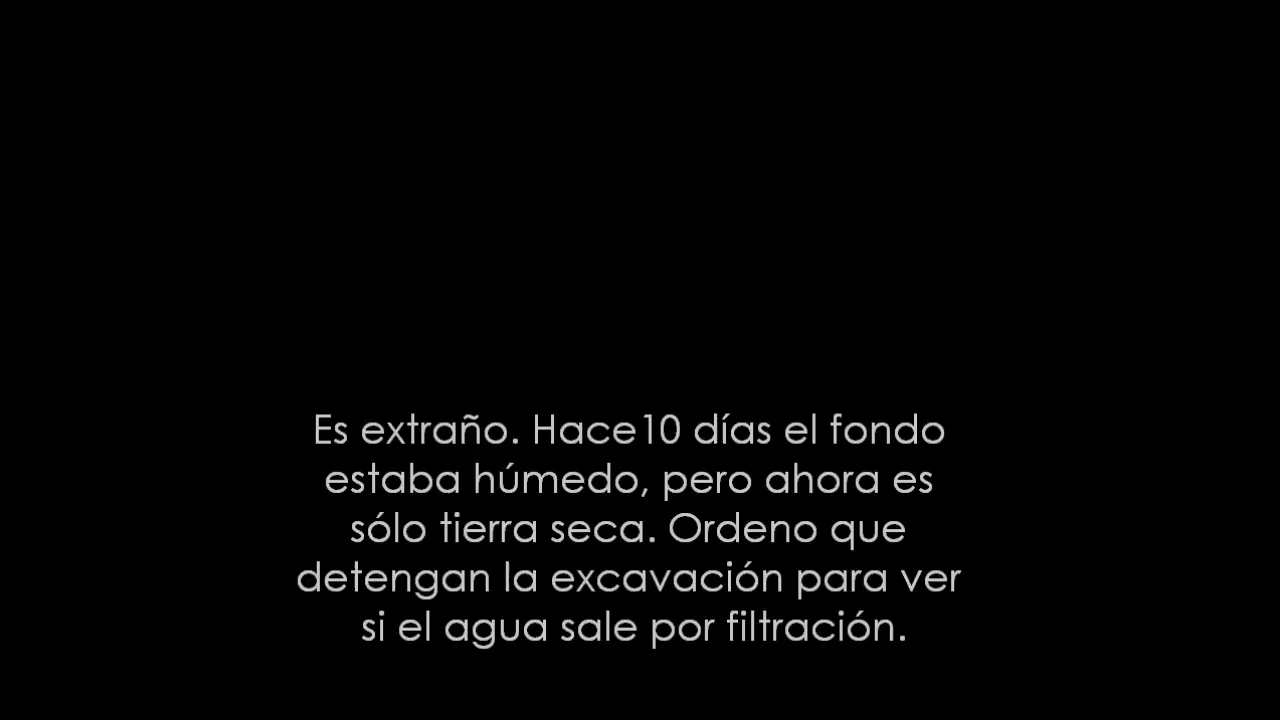 Es extraño. Hace10 días el fondo
estaba húmedo, pero ahora es
sólo tierra seca. Ordeno que
detengan la excavación para ver
si el agua sale por filtración.